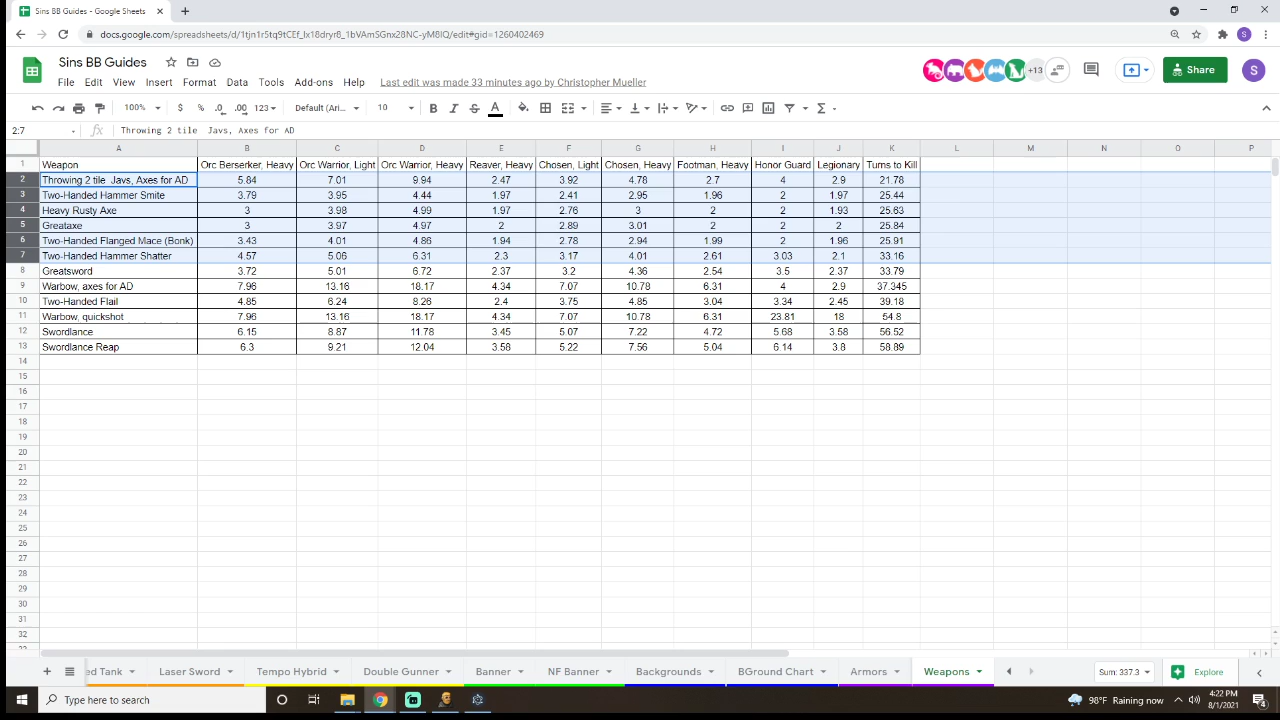 Sins BB Guides - Google Sheets
docs.google.com/spreadsheets/d/1tjn1r5tq9tCEf_Ix18dryr8_1bVAmSGnx28NC-yM8IQ/edit#gid=1260402469
Sins BB Guides
File Edit View Insert Format Data Tools Add-ons Help Last edit was made 33 minutes ago by Christopher Mueller
+13
Share
S
100% $ % .0 .00 123 Default (Ari... 10 B I S A
2:7 fx Throwing 2 tile Javs, Axes for AD
A B C D E F G H I J K L M N O P
1 Weapon Orc Berserker, Heavy Orc Warrior, Light Orc Warrior, Heavy Reaver, Heavy Chosen, Light Chosen, Heavy Footman, Heavy Honor Guard Legionary Turns to Kill
2 Throwing 2 tile Javs, Axes for AD 5.84 7.01 9.94 2.47 3.92 4.78 2.7 4 2.9 21.78
3 Two-Handed Hammer Smite 3.79 3.95 4.44 1.97 2.41 2.95 1.96 2 1.97 25.44
4 Heavy Rusty Axe 3 3.98 4.99 1.97 2.76 3 2 2 1.93 25.63
5 Greataxe 3 3.97 4.97 2 2.89 3.01 2 2 2 25.84
6 Two-Handed Flanged Mace (Bonk) 3.43 4.01 4.86 1.94 2.78 2.94 1.99 2 1.96 25.91
7 Two-Handed Hammer Shatter 4.57 5.06 6.31 2.3 3.17 4.01 2.61 3.03 2.1 33.16
8 Greatsword 3.72 5.01 6.72 2.37 3.2 4.36 2.54 3.5 2.37 33.79
9 Warbow, axes for AD 7.96 13.16 18.17 4.34 7.07 10.78 6.31 4 2.9 37.345
10 Two-Handed Flail 4.85 6.24 8.26 2.4 3.75 4.85 3.04 3.34 2.45 39.18
11 Warbow, quickshot 7.96 13.16 18.17 4.34 7.07 10.78 6.31 23.81 18 54.8
12 Swordlance 6.15 8.87 11.78 3.45 5.07 7.22 4.72 5.68 3.58 56.52
13 Swordlance Reap 6.3 9.21 12.04 3.58 5.22 7.56 5.04 6.14 3.8 58.89
14
15
16
17
18
19
20
21
22
23
24
25
26
27
28
29
30
31
32
ed Tank Laser Sword Tempo Hybrid Double Gunner Banner NF Banner Backgrounds BGround Chart Armors Weapons Sum: 337.3 Explore
Type here to search 98°F Raining now 4:22 PM
8/1/2021